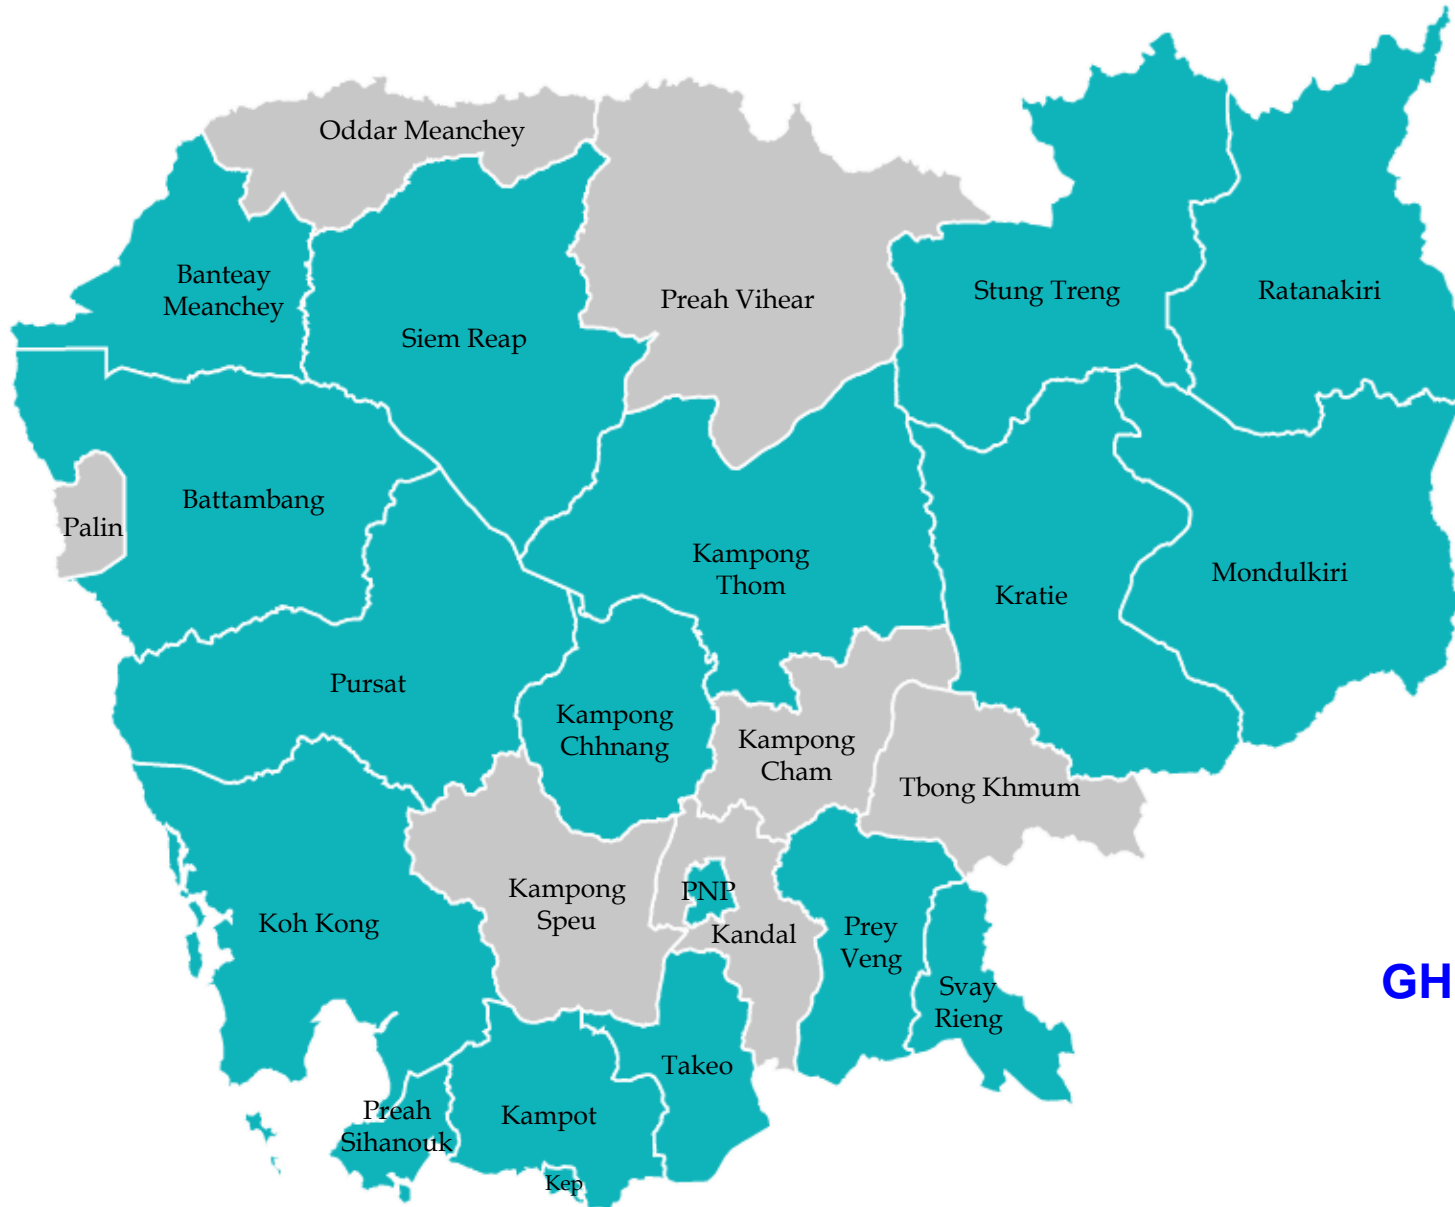 Oddar Meanchey
Banteay
Meanchey
Siem Reap
Preah Vihear
Stung Treng
Ratanakiri
Battambang
Palin
Kampong
Thom
Kratie
Mondulkiri
Pursat
Kampong
Chhnang
Kampong
Cham
Tbong Khmum
Koh Kong
Kampong
Speu
PNP
Kandal
Prey
Veng
Svay
Rieng
GH
Takeo
Preah
Sihanouk
Kampot
Kep